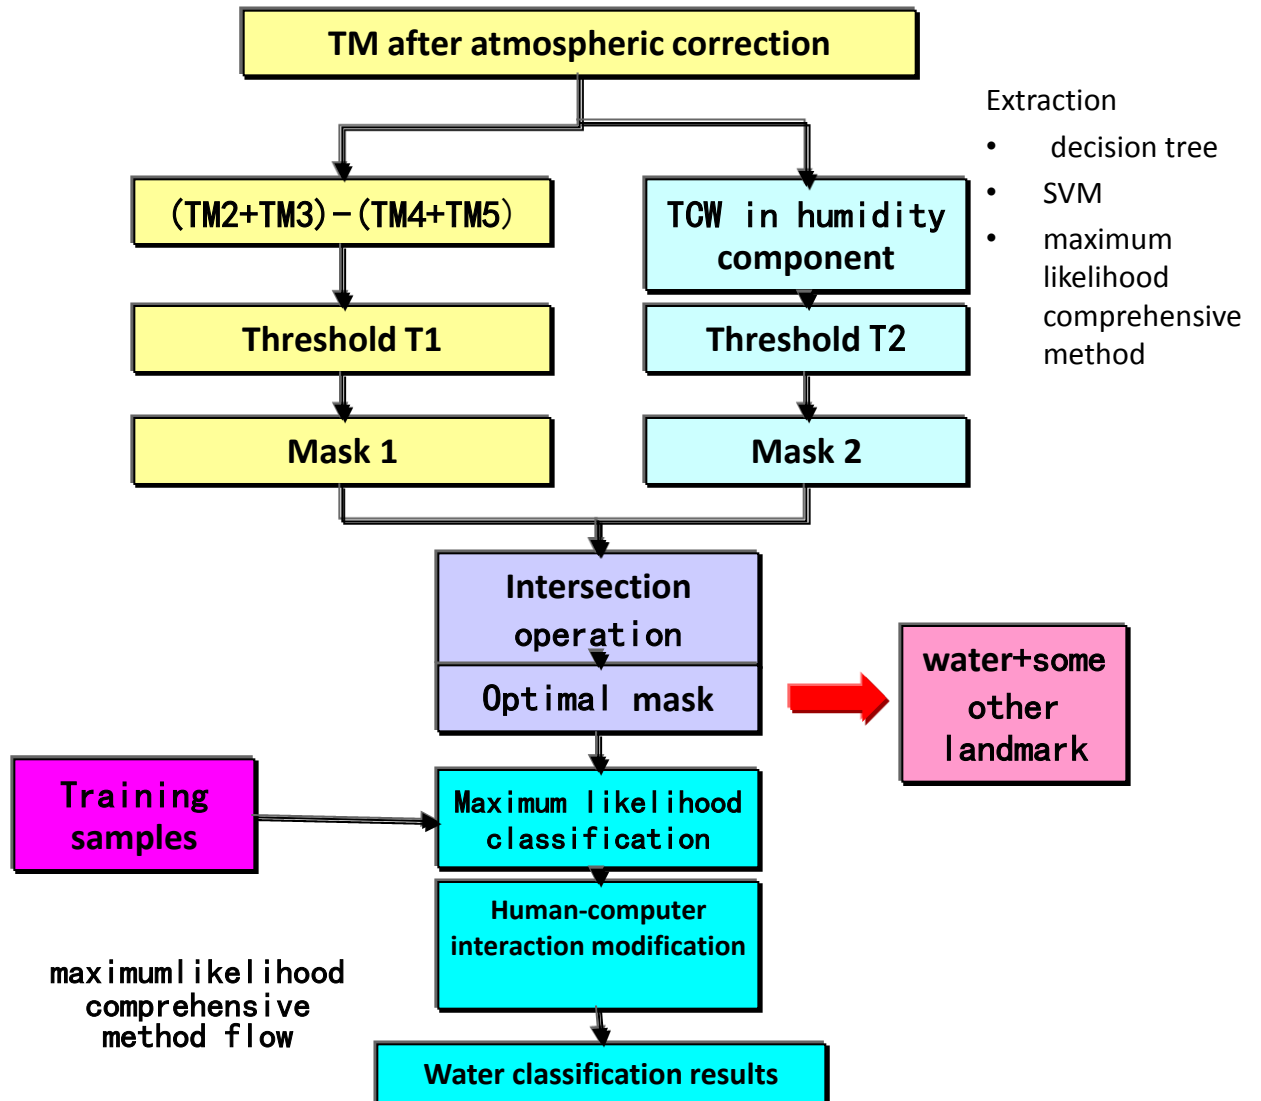 TM after atmospheric correction
Extraction
• decision tree
• SVM
• maximum
likelihood
comprehensive
method
(TM2+TM3)-(TM4+TM5)
TCW in humidity
component
Threshold T1
Threshold T2
Mask 1
Mask 2
Intersection
operation
Optimal mask
water+some
other
landmark
Training
samples
Maximum likelihood
classification
Human-computer
interaction modification
maximumlikelihood
comprehensive
method flow
Water classification results